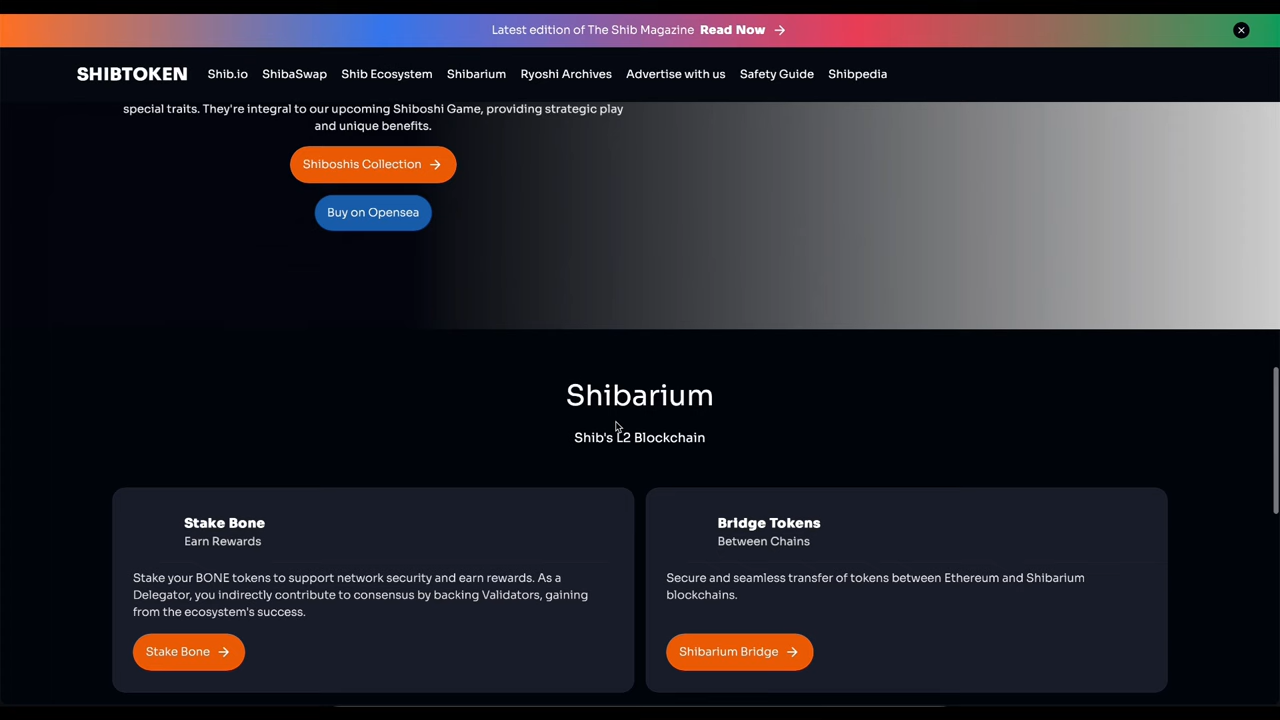 Latest edition of The Shib Magazine Read Now →
SHIBTOKEN Shib.io ShibaSwap Shib Ecosystem Shibarium Ryoshi Archives Advertise with us Safety Guide Shibpedia
special traits. They're integral to our upcoming Shiboshi Game, providing strategic play
and unique benefits.
Shiboshis Collection →
Buy on Opensea
Shibarium
Shib's L2 Blockchain
Stake Bone
Earn Rewards
Stake your BONE tokens to support network security and earn rewards. As a
Delegator, you indirectly contribute to consensus by backing Validators, gaining
from the ecosystem's success.
Stake Bone →
Bridge Tokens
Between Chains
Secure and seamless transfer of tokens between Ethereum and Shibarium
blockchains.
Shibarium Bridge →